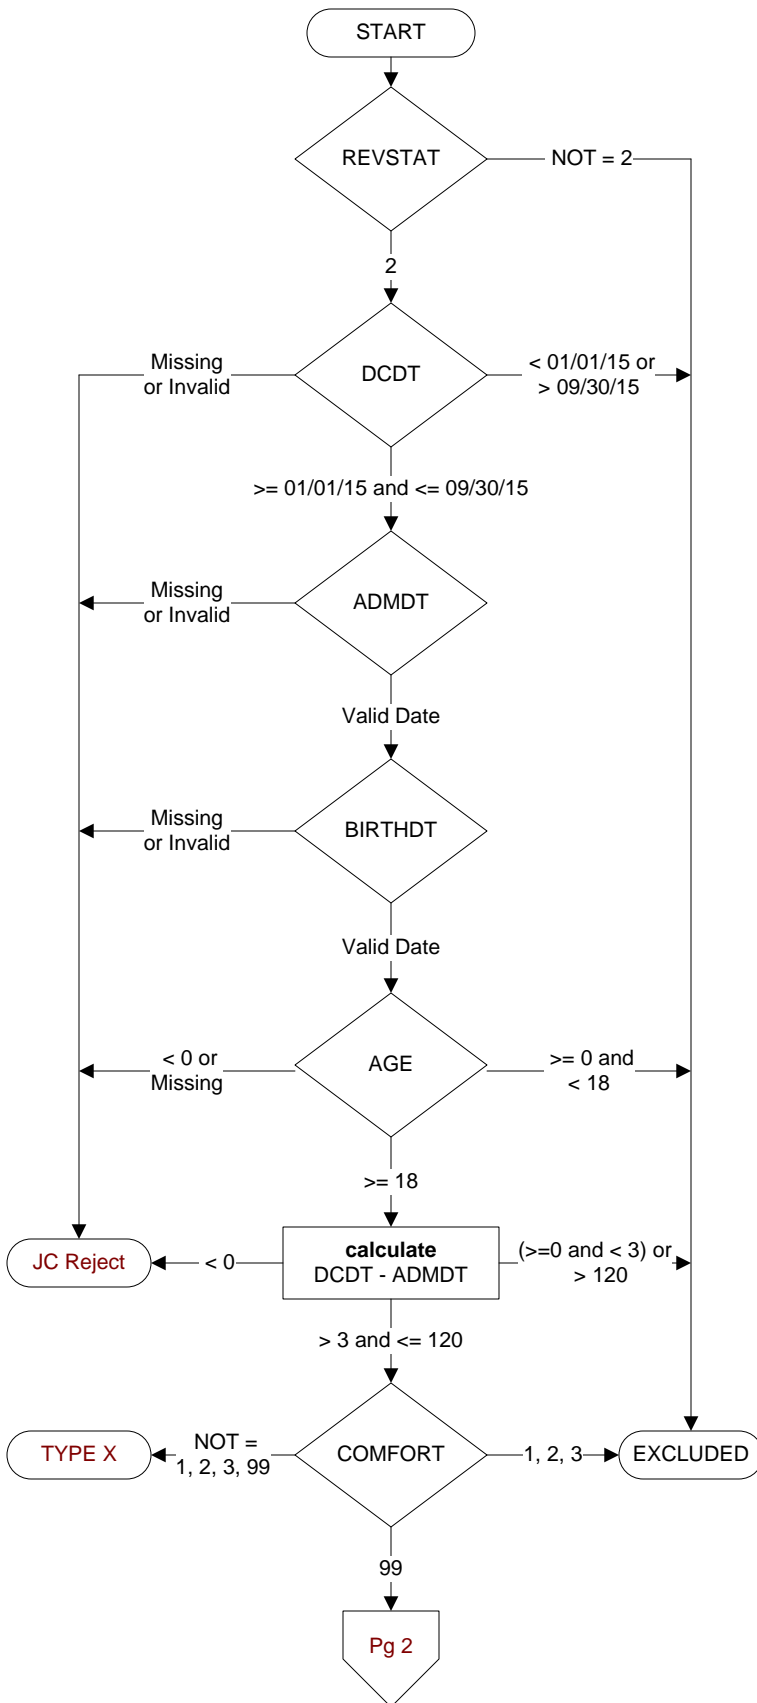 START
REVSTAT
NOT = 2
2
Missing
or Invalid
DCDT
< 01/01/15 or
> 09/30/15
>= 01/01/15 and <= 09/30/15
Missing
or Invalid
ADMDT
Valid Date
Missing
or Invalid
BIRTHDT
Valid Date
< 0 or
Missing
AGE
>= 0 and
< 18
>= 18
JC Reject
< 0
calculate
DCDT - ADMDT
(>=0 and < 3) or
> 120
> 3 and <= 120
TYPE X
NOT =
1, 2, 3, 99
COMFORT
1, 2, 3
EXCLUDED
99
Pg 2